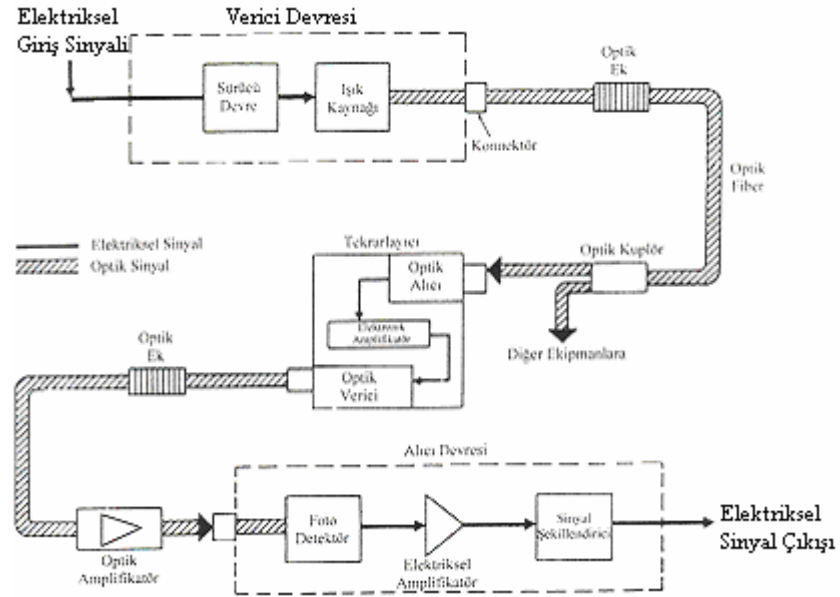 Elektriksel
Giriş Sinyali
Verici Devresi
Sürücü
Devre
Işık
Kaynağı
Konnektör
Optik
Ek
Optik
Fiber
Elektriksel Sinyal
Optik Sinyal
Tekrarlayıcı
Optik
Alıcı
Elektronik
Amplifikatör
Optik
Verici
Optik Kuplör
Diğer Ekipmanlara
Optik
Ek
Alıcı Devresi
Optik
Amplifikatör
Foto
Detektör
Elektriksel
Amplifikatör
Sinyal
Şekillendirici
Elektriksel
Sinyal Çıkışı